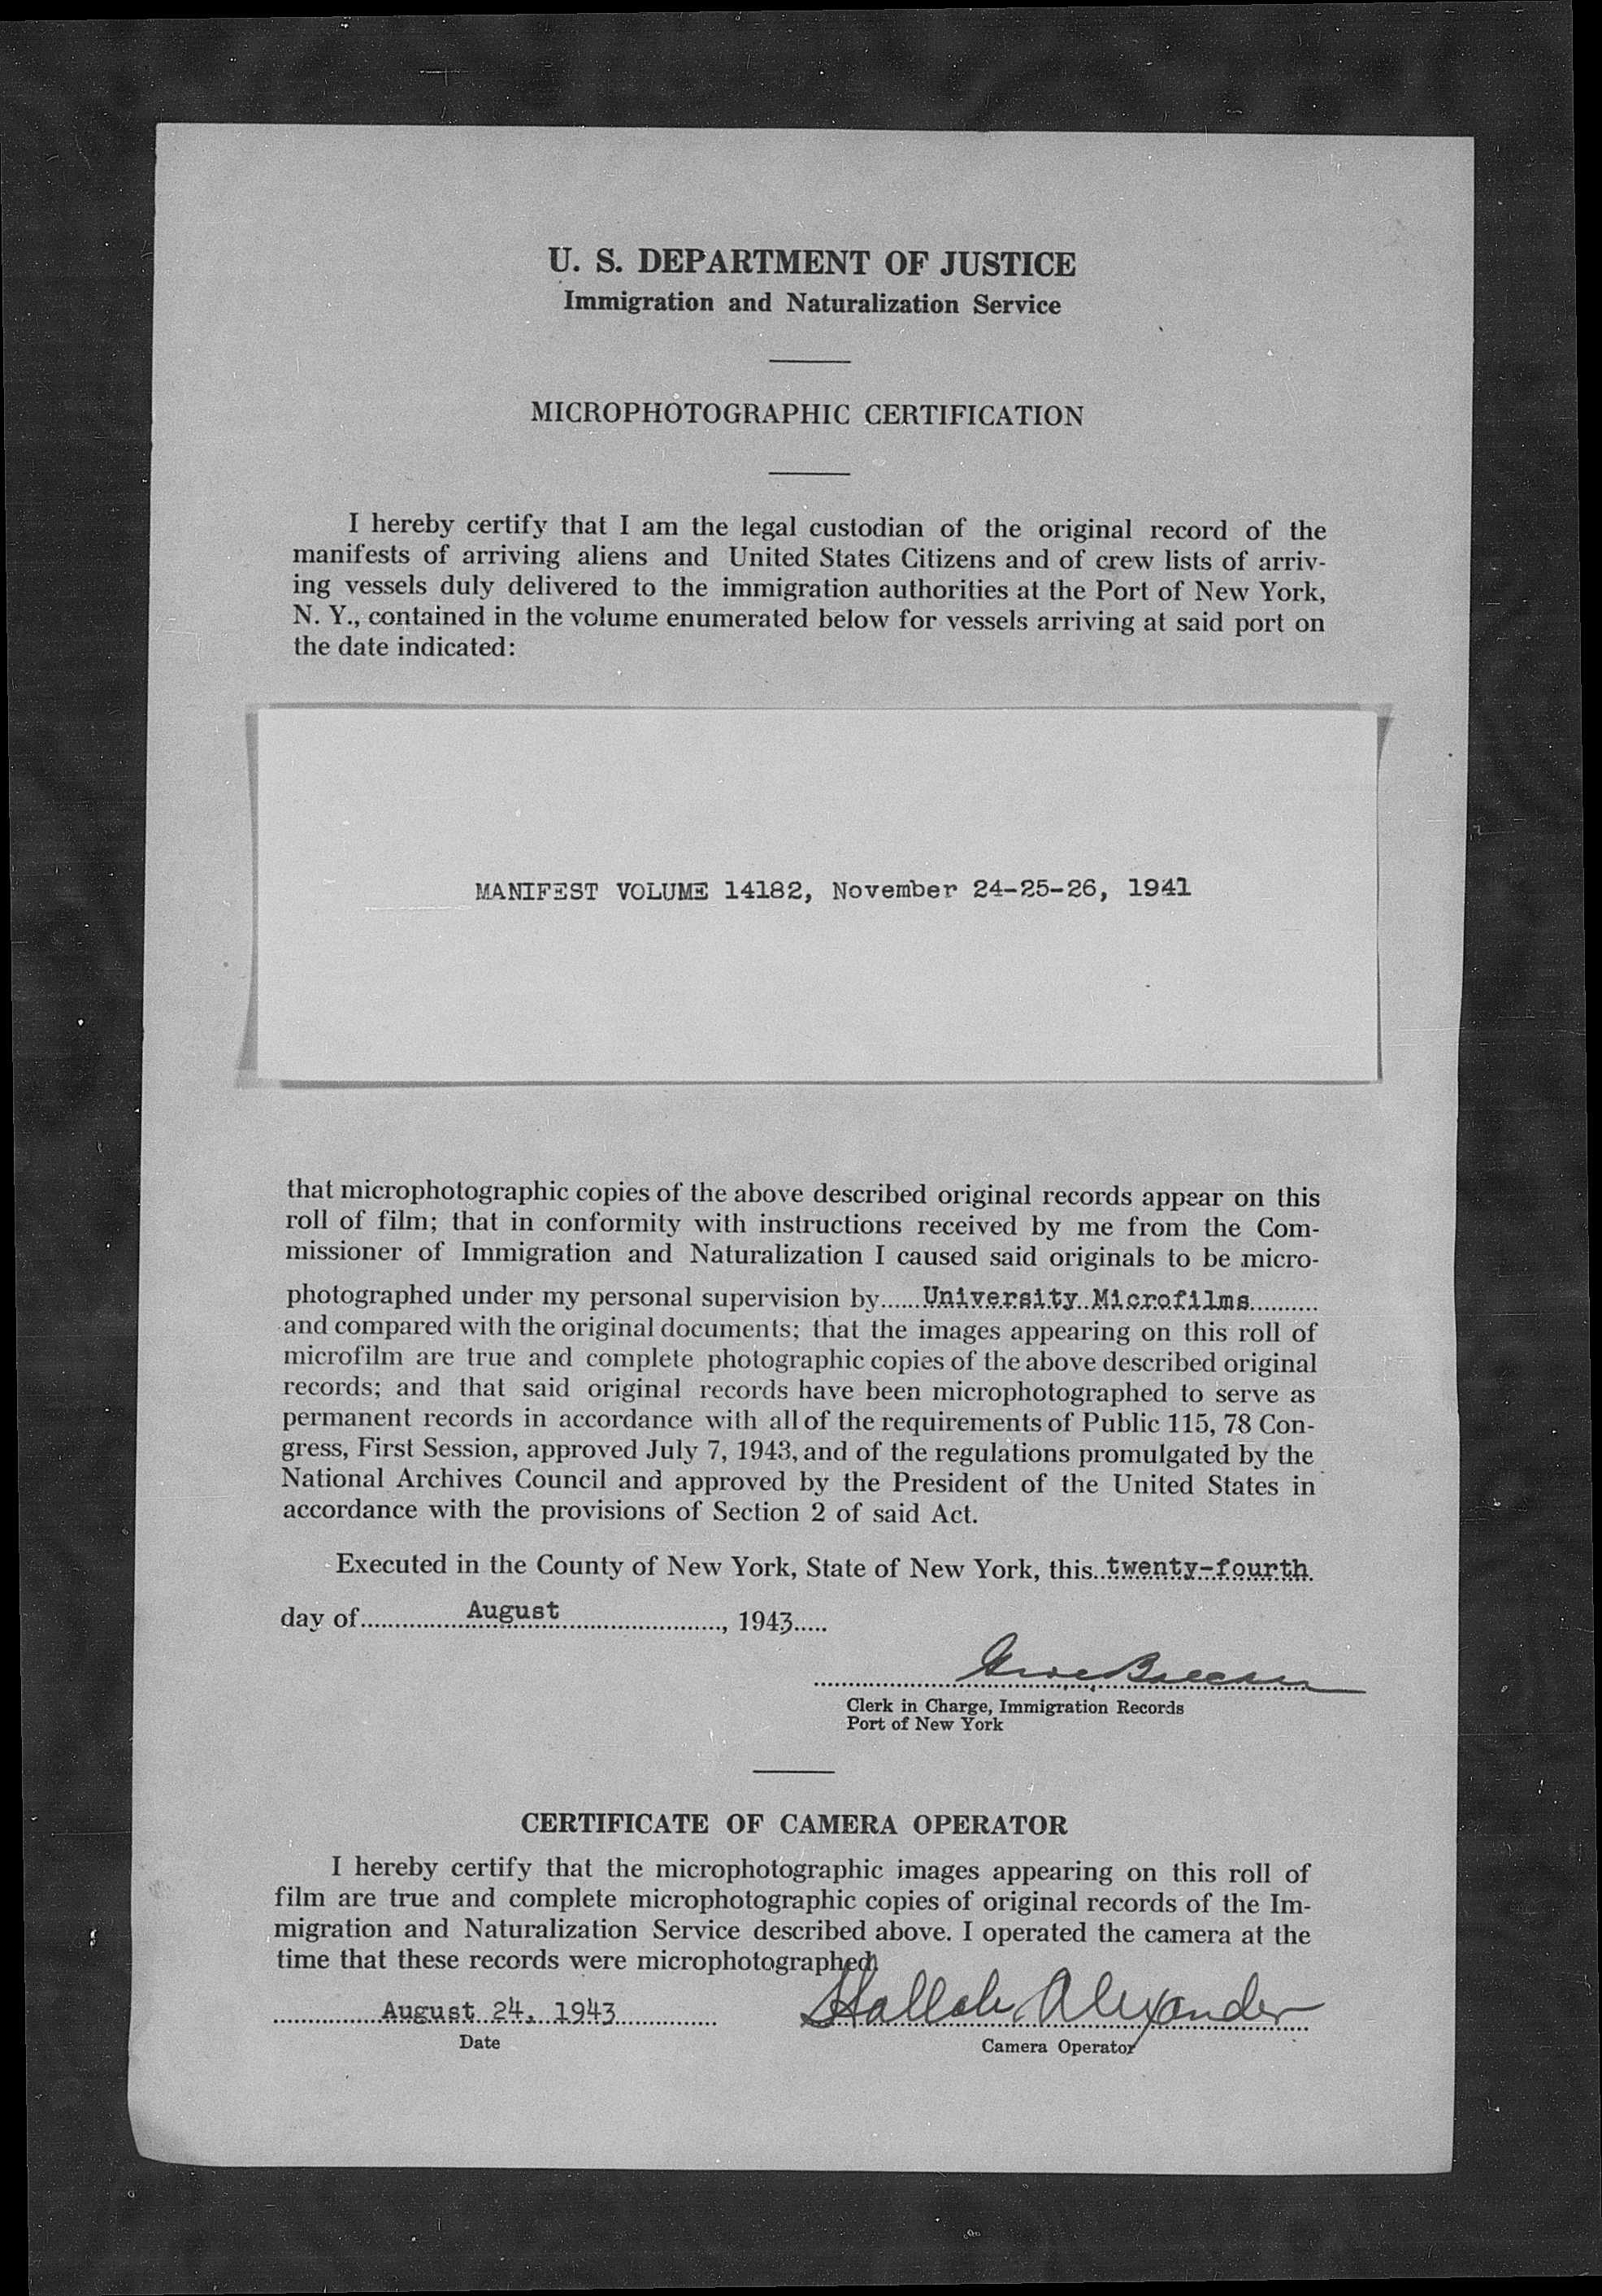 U. S. DEPARTMENT OF JUSTICE
Immigration and Naturalization Service
MICROPHOTOGRAPHIC CERTIFICATION
I hereby certify that I am the legal custodian of the original record of the
manifests of arriving aliens and United States Citizens and of crew lists of arriv-
ing vessels duly delivered to the immigration authorities at the Port of New York,
N. Y., contained in the volume enumerated below for vessels arriving at said port on
the date indicated:
MANIFEST VOLUME 14182, November 24-25-26, 1941
that microphotographic copies of the above described original records appear on this
roll of film; that in conformity with instructions received by me from the Com-
missioner of Immigration and Naturalization I caused said originals to be micro-
photographed under my personal supervision by......University Microfilms..........
and compared with the original documents; that the images appearing on this roll of
microfilm are true and complete photographic copies of the above described original
records; and that said original records have been microphotographed to serve as
permanent records in accordance with all of the requirements of Public 115, 78 Con-
gress, First Session, approved July 7, 1943, and of the regulations promulgated by the
National Archives Council and approved by the President of the United States in
accordance with the provisions of Section 2 of said Act.
Executed in the County of New York, State of New York, this..twenty-fourth.
day of................August........................, 1943.....
Clerk in Charge, Immigration Records
Port of New York
CERTIFICATE OF CAMERA OPERATOR
I hereby certify that the microphotographic images appearing on this roll of
film are true and complete microphotographic copies of original records of the Im-
migration and Naturalization Service described above. I operated the camera at the
time that these records were microphotographed.
August 24, 1943
Alexander
Date
Camera Operator